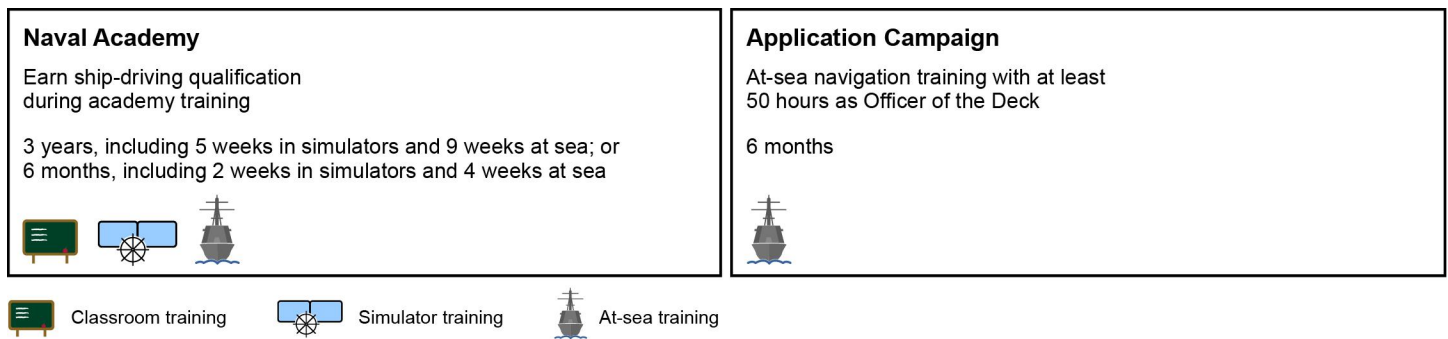 Naval Academy
Earn ship-driving qualification
during academy training
3 years, including 5 weeks in simulators and 9 weeks at sea; or
6 months, including 2 weeks in simulators and 4 weeks at sea
Application Campaign
At-sea navigation training with at least
50 hours as Officer of the Deck
6 months
Classroom training
Simulator training
At-sea training